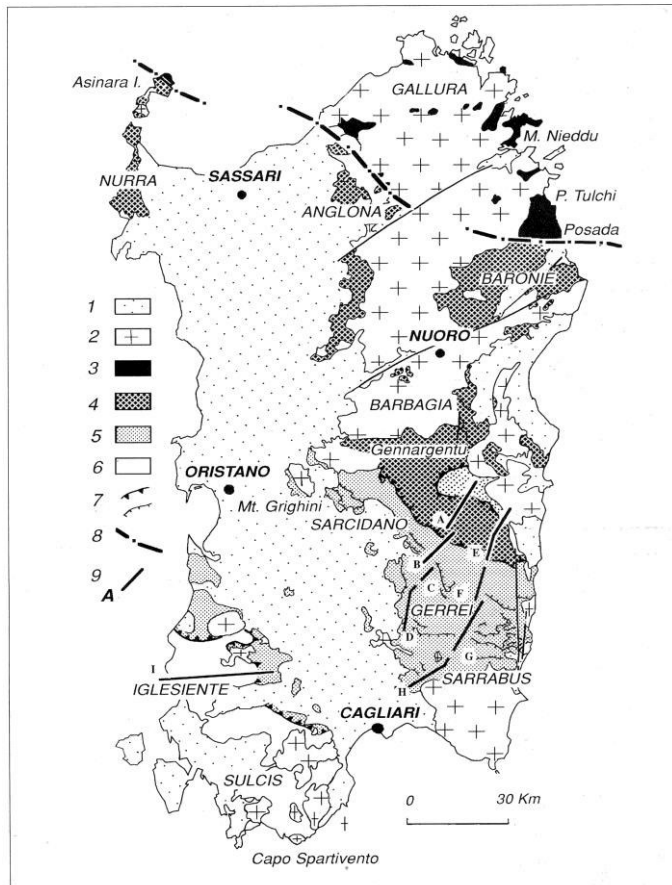 Asinara I.
GALLURA
M. Nieddu
NURRA
SASSARI
ANGLONA
P. Tulchi
Posada
BARONIE
1
2
3
4
5
6
7
8
9
A
NUORO
BARBAGIA
Gennargentu
ORISTANO
Mt. Grighini
SARCIDANO
A
B
E
C
F
GERREI
D
G
I
IGLESIENTE
H
SARRABUS
CAGLIARI
SULCIS
0 30 Km
Capo Spartivento